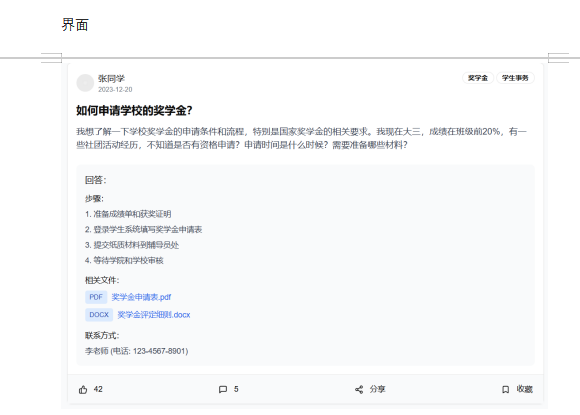 界面
张同学
2023-12-20
奖学金 学生事务
如何申请学校的奖学金?
我想了解一下学校奖学金的申请条件和流程，特别是国家奖学金的相关要求。我现在大三，成绩在班级前20%，有一
些社团活动经历，不知道是否有资格申请？申请时间是什么时候？需要准备哪些材料？
回答:
步骤:
1. 准备成绩单和获奖证明
2. 登录学生系统填写奖学金申请表
3. 提交纸质材料到辅导员处
4. 等待学院和学校审核
相关文件:
PDF 奖学金申请表.pdf
DOCX 奖学金评定细则.docx
联系方式:
李老师 (电话: 123-4567-8901)
42 5 分享 收藏